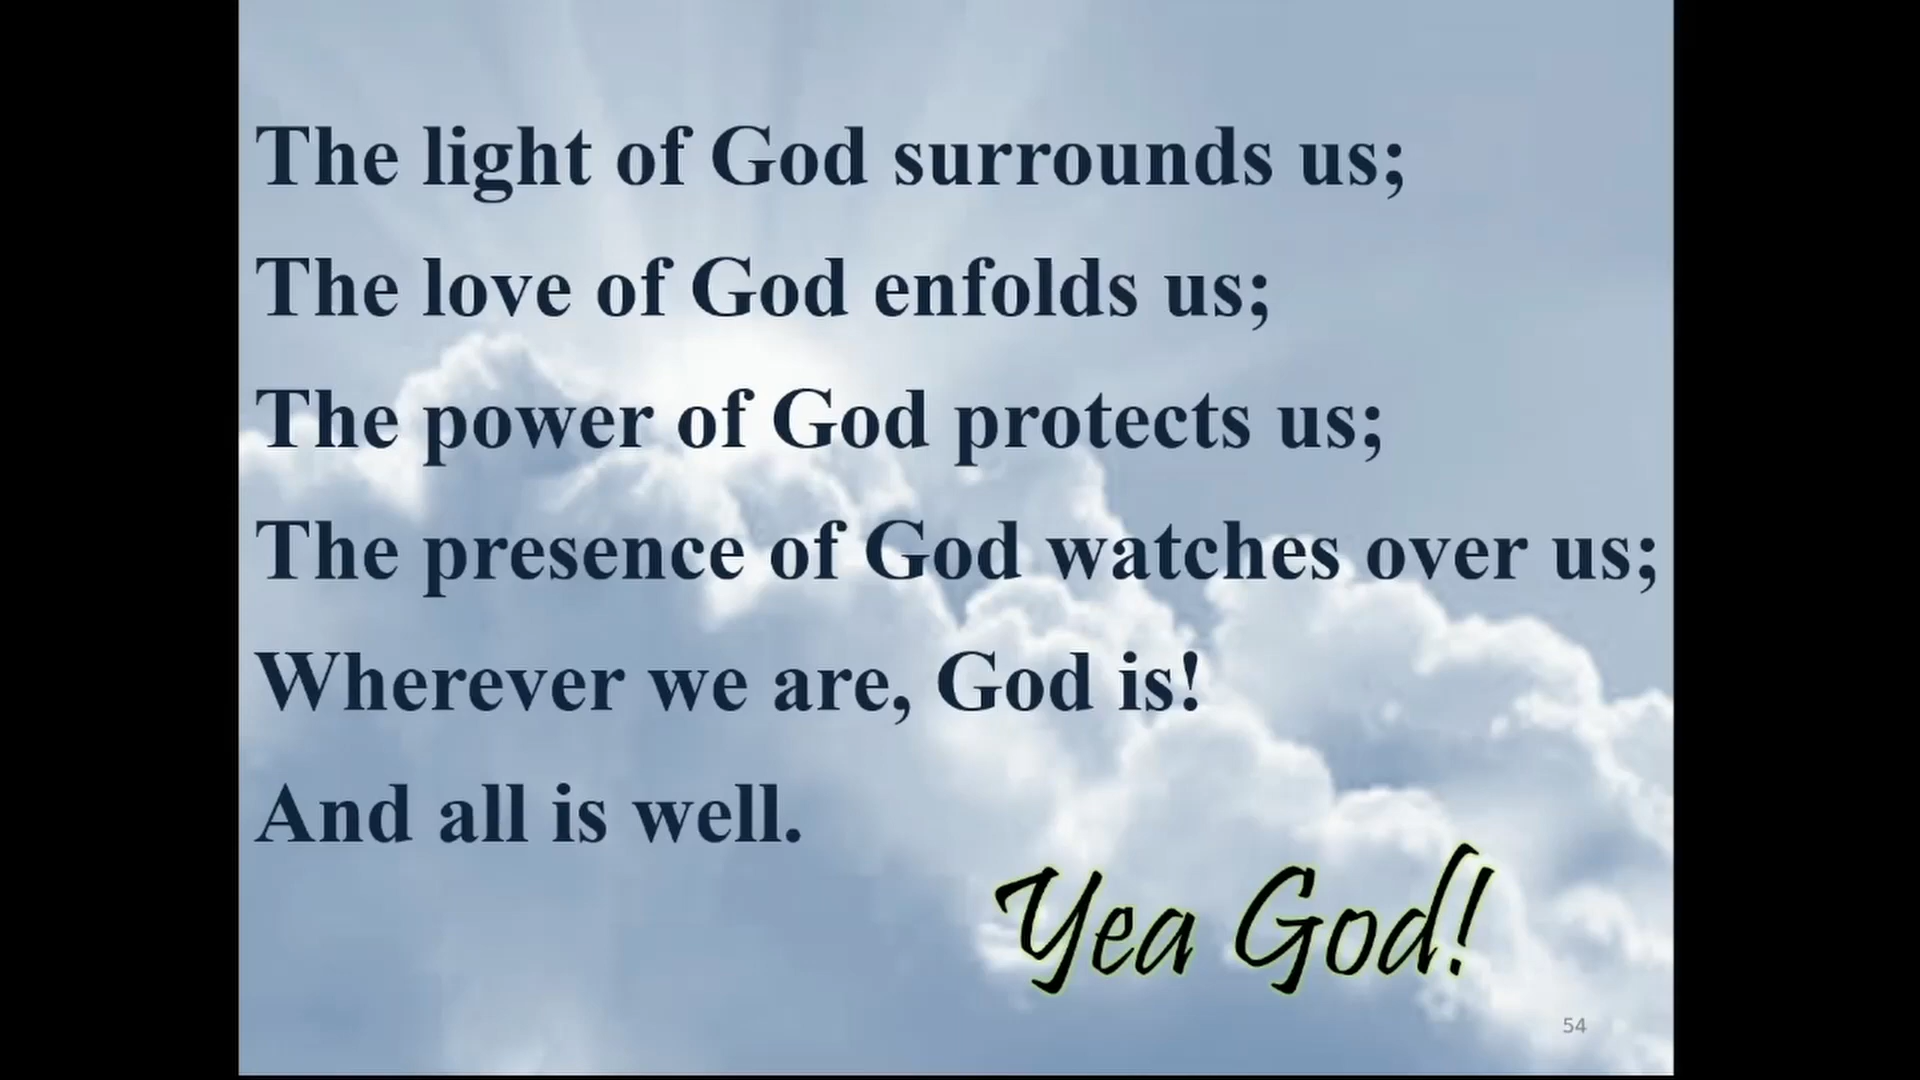 The light of God surrounds us;
The love of God enfolds us;
The power of God protects us;
The presence of God watches over us;
Wherever we are, God is!
And all is well.
Yea God!
54